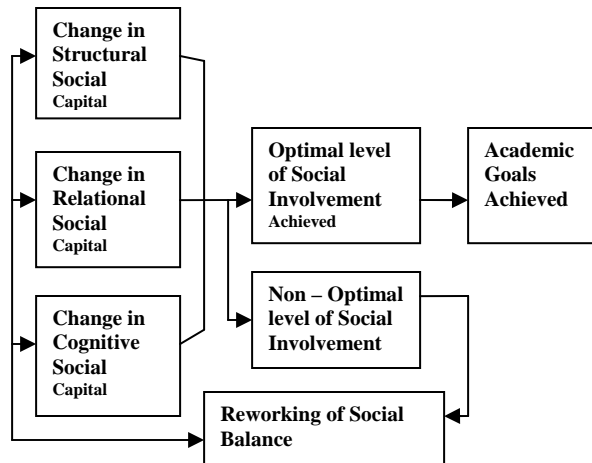 Change in
Structural
Social
Capital
Change in
Relational
Social
Capital
Change in
Cognitive
Social
Capital
Optimal level
of Social
Involvement
Achieved
Non – Optimal
level of Social
Involvement
Academic
Goals
Achieved
Reworking of Social
Balance